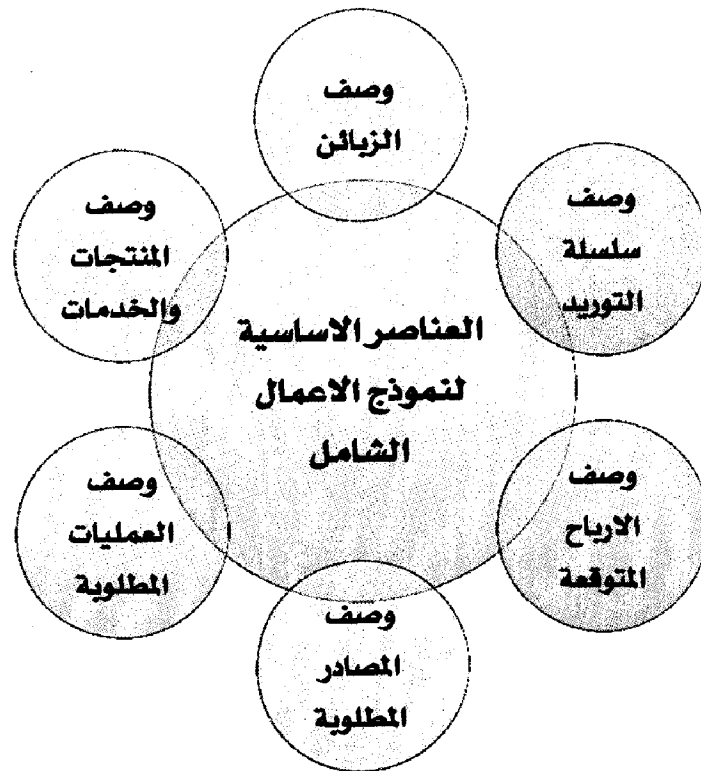 وصف
الزبائن
وصف
سلسلة
التوريد
وصف
المنتجات
والخدمات
العناصر الاساسية
لنموذج الاعمال
الشامل
وصف
الارباح
المتوقعة
وصف
العمليات
المطلوبة
وصف
المصادر
المطلوبة